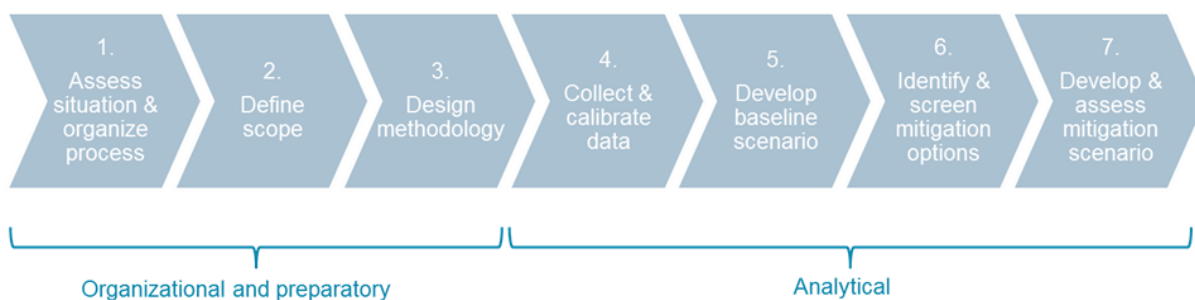 1.
Assess
situation &
organize
process
2.
Define
scope
3.
Design
methodology
4.
Collect &
calibrate
data
5.
Develop
baseline
scenario
6.
Identify &
screen
mitigation
options
7.
Develop &
assess
mitigation
scenario
Organizational and preparatory
Analytical